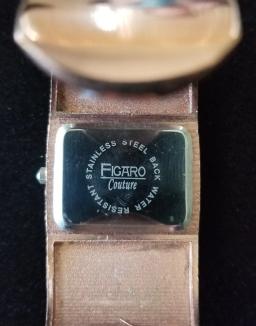 STAINLESS STEEL BACK WATER RESISTANT
FIGARO
Couture